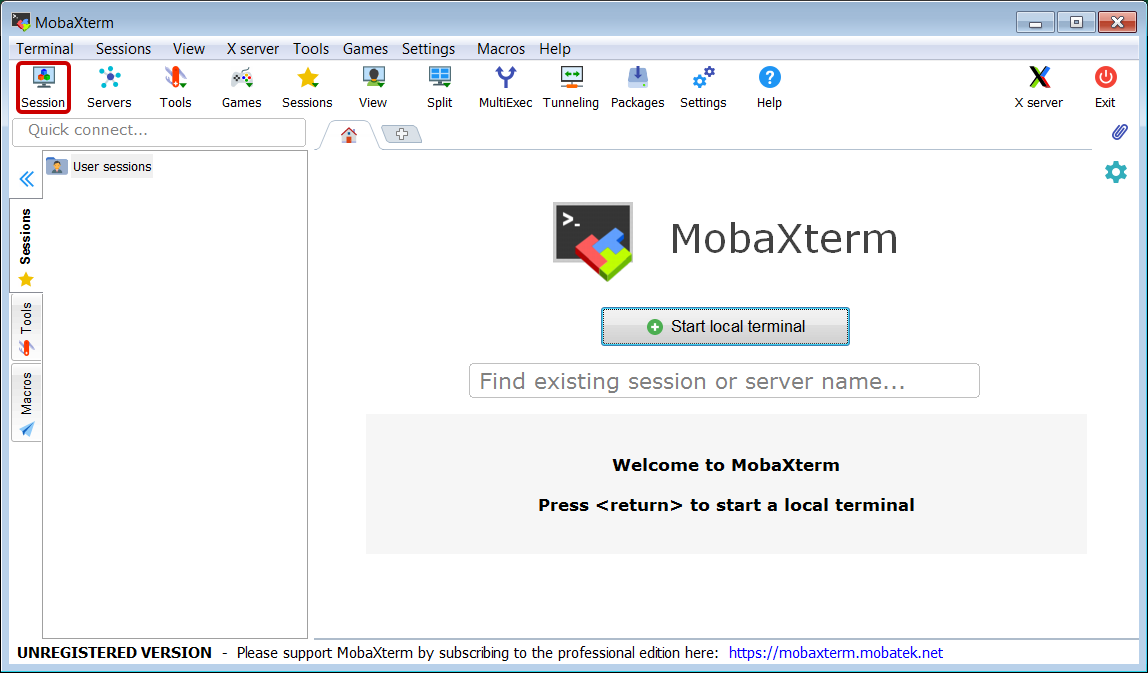 MobaXterm
Terminal Sessions View X server Tools Games Settings Macros Help
Session Servers Tools Games Sessions View Split MultiExec Tunneling Packages Settings Help X server Exit
Quick connect...
User sessions
Sessions
Tools
Macros
>_
MobaXterm
Start local terminal
Find existing session or server name...
Welcome to MobaXterm
Press <return> to start a local terminal
UNREGISTERED VERSION - Please support MobaXterm by subscribing to the professional edition here: https://mobaxterm.mobatek.net